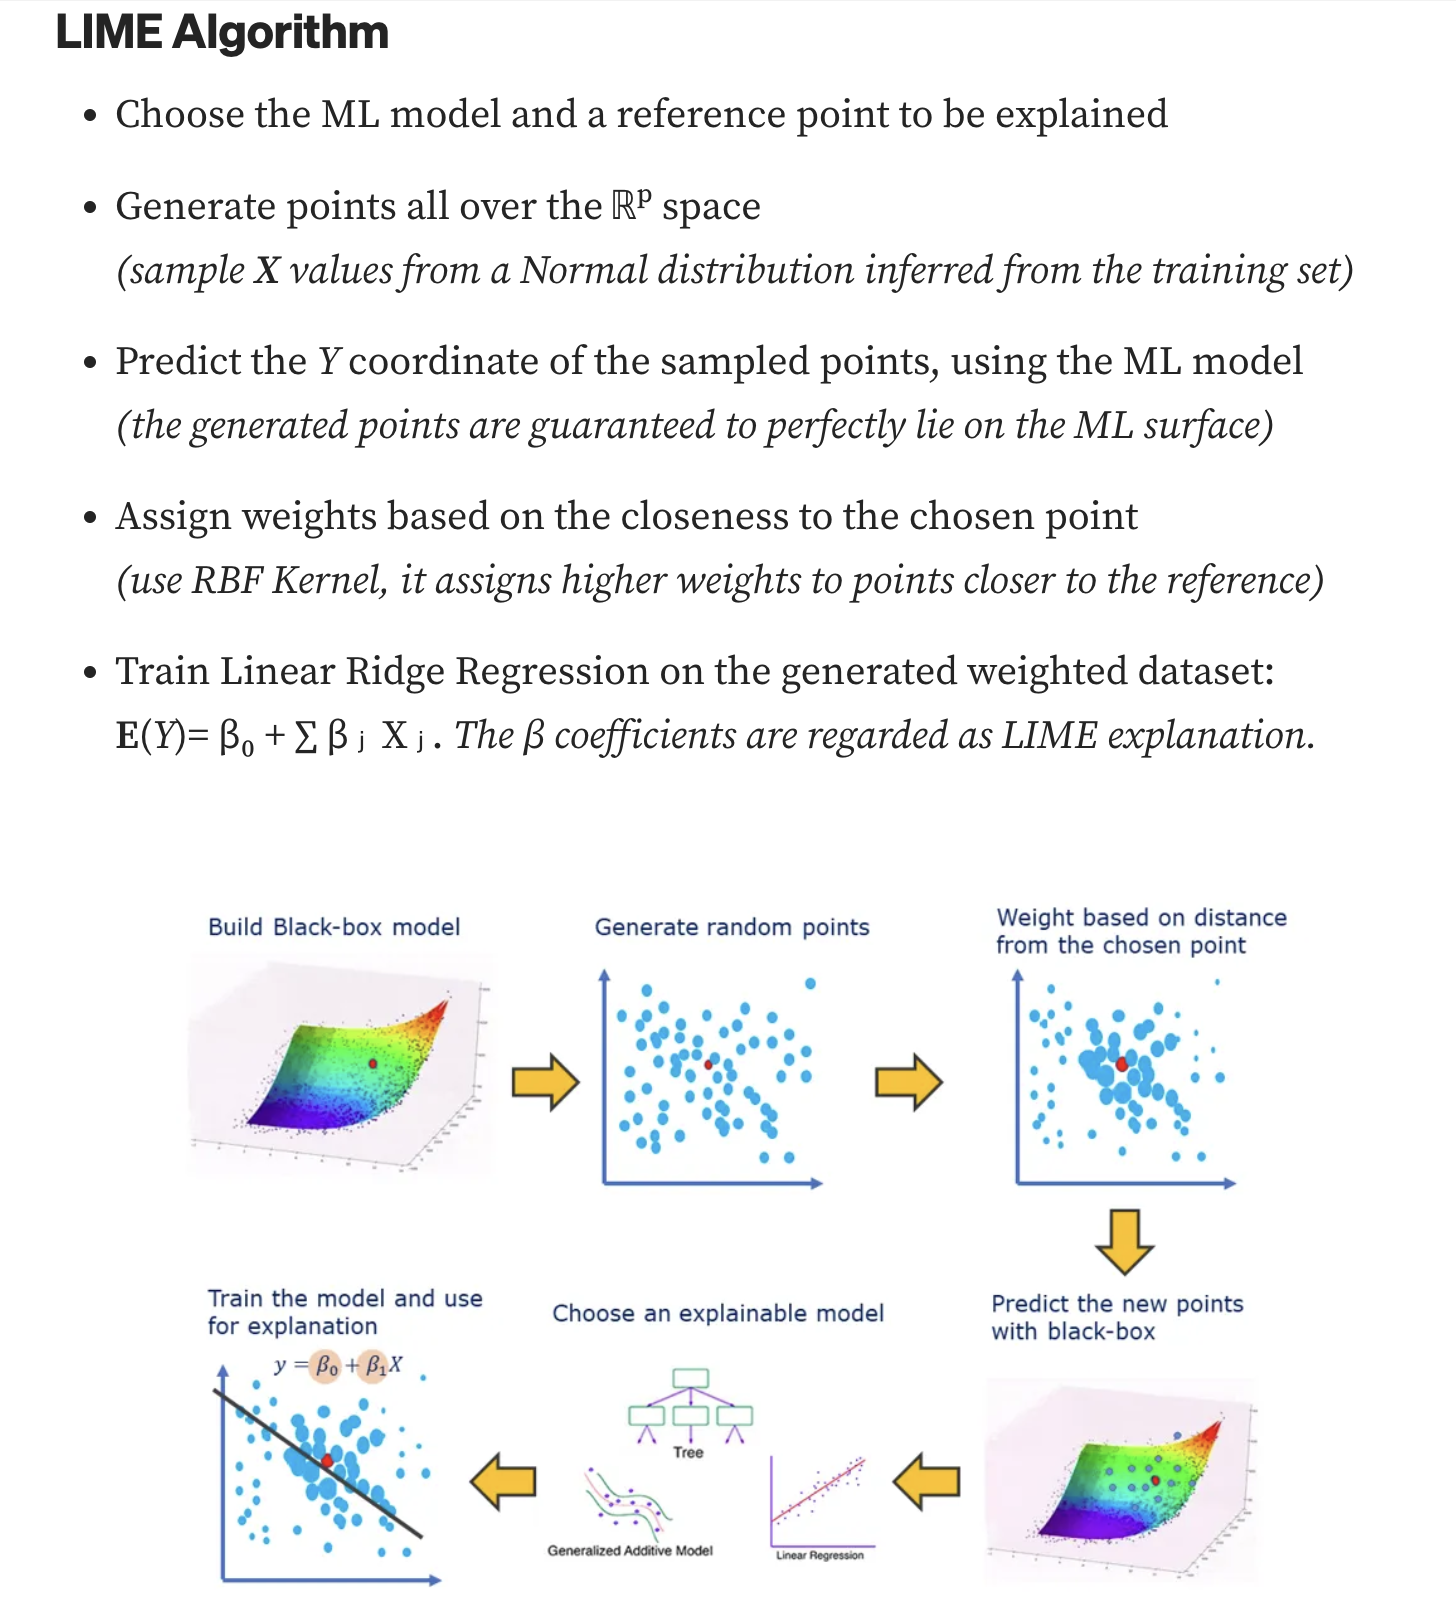 LIME Algorithm
• Choose the ML model and a reference point to be explained
• Generate points all over the ℝᵖ space
(sample X values from a Normal distribution inferred from the training set)
• Predict the Y coordinate of the sampled points, using the ML model
(the generated points are guaranteed to perfectly lie on the ML surface)
• Assign weights based on the closeness to the chosen point
(use RBF Kernel, it assigns higher weights to points closer to the reference)
• Train Linear Ridge Regression on the generated weighted dataset:
E(Y)= β₀ + ∑ β ⱼ X ⱼ . The β coefficients are regarded as LIME explanation.
Build Black-box model
Generate random points
Weight based on distance
from the chosen point
Train the model and use
for explanation
y = β₀ + β₁X
Choose an explainable model
Tree
Generalized Additive Model
Linear Regression
Predict the new points
with black-box